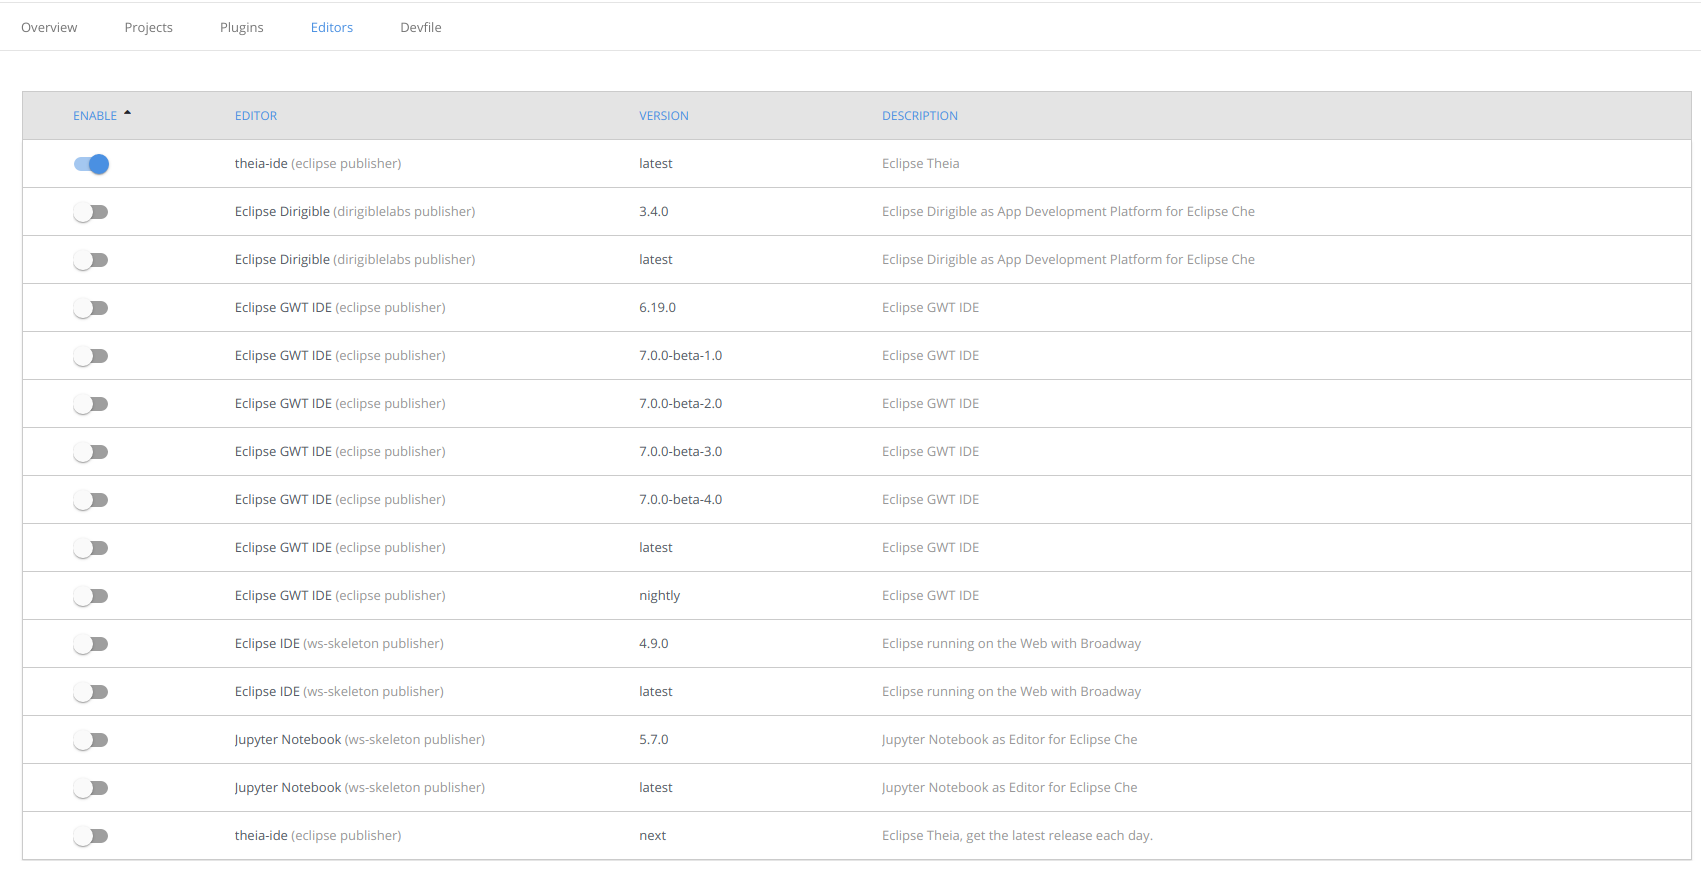 Overview Projects Plugins Editors Devfile
ENABLE EDITOR VERSION DESCRIPTION
theia-ide (eclipse publisher) latest Eclipse Theia
Eclipse Dirigible (dirigiblelabs publisher) 3.4.0 Eclipse Dirigible as App Development Platform for Eclipse Che
Eclipse Dirigible (dirigiblelabs publisher) latest Eclipse Dirigible as App Development Platform for Eclipse Che
Eclipse GWT IDE (eclipse publisher) 6.19.0 Eclipse GWT IDE
Eclipse GWT IDE (eclipse publisher) 7.0.0-beta-1.0 Eclipse GWT IDE
Eclipse GWT IDE (eclipse publisher) 7.0.0-beta-2.0 Eclipse GWT IDE
Eclipse GWT IDE (eclipse publisher) 7.0.0-beta-3.0 Eclipse GWT IDE
Eclipse GWT IDE (eclipse publisher) 7.0.0-beta-4.0 Eclipse GWT IDE
Eclipse GWT IDE (eclipse publisher) latest Eclipse GWT IDE
Eclipse GWT IDE (eclipse publisher) nightly Eclipse GWT IDE
Eclipse IDE (ws-skeleton publisher) 4.9.0 Eclipse running on the Web with Broadway
Eclipse IDE (ws-skeleton publisher) latest Eclipse running on the Web with Broadway
Jupyter Notebook (ws-skeleton publisher) 5.7.0 Jupyter Notebook as Editor for Eclipse Che
Jupyter Notebook (ws-skeleton publisher) latest Jupyter Notebook as Editor for Eclipse Che
theia-ide (eclipse publisher) next Eclipse Theia, get the latest release each day.